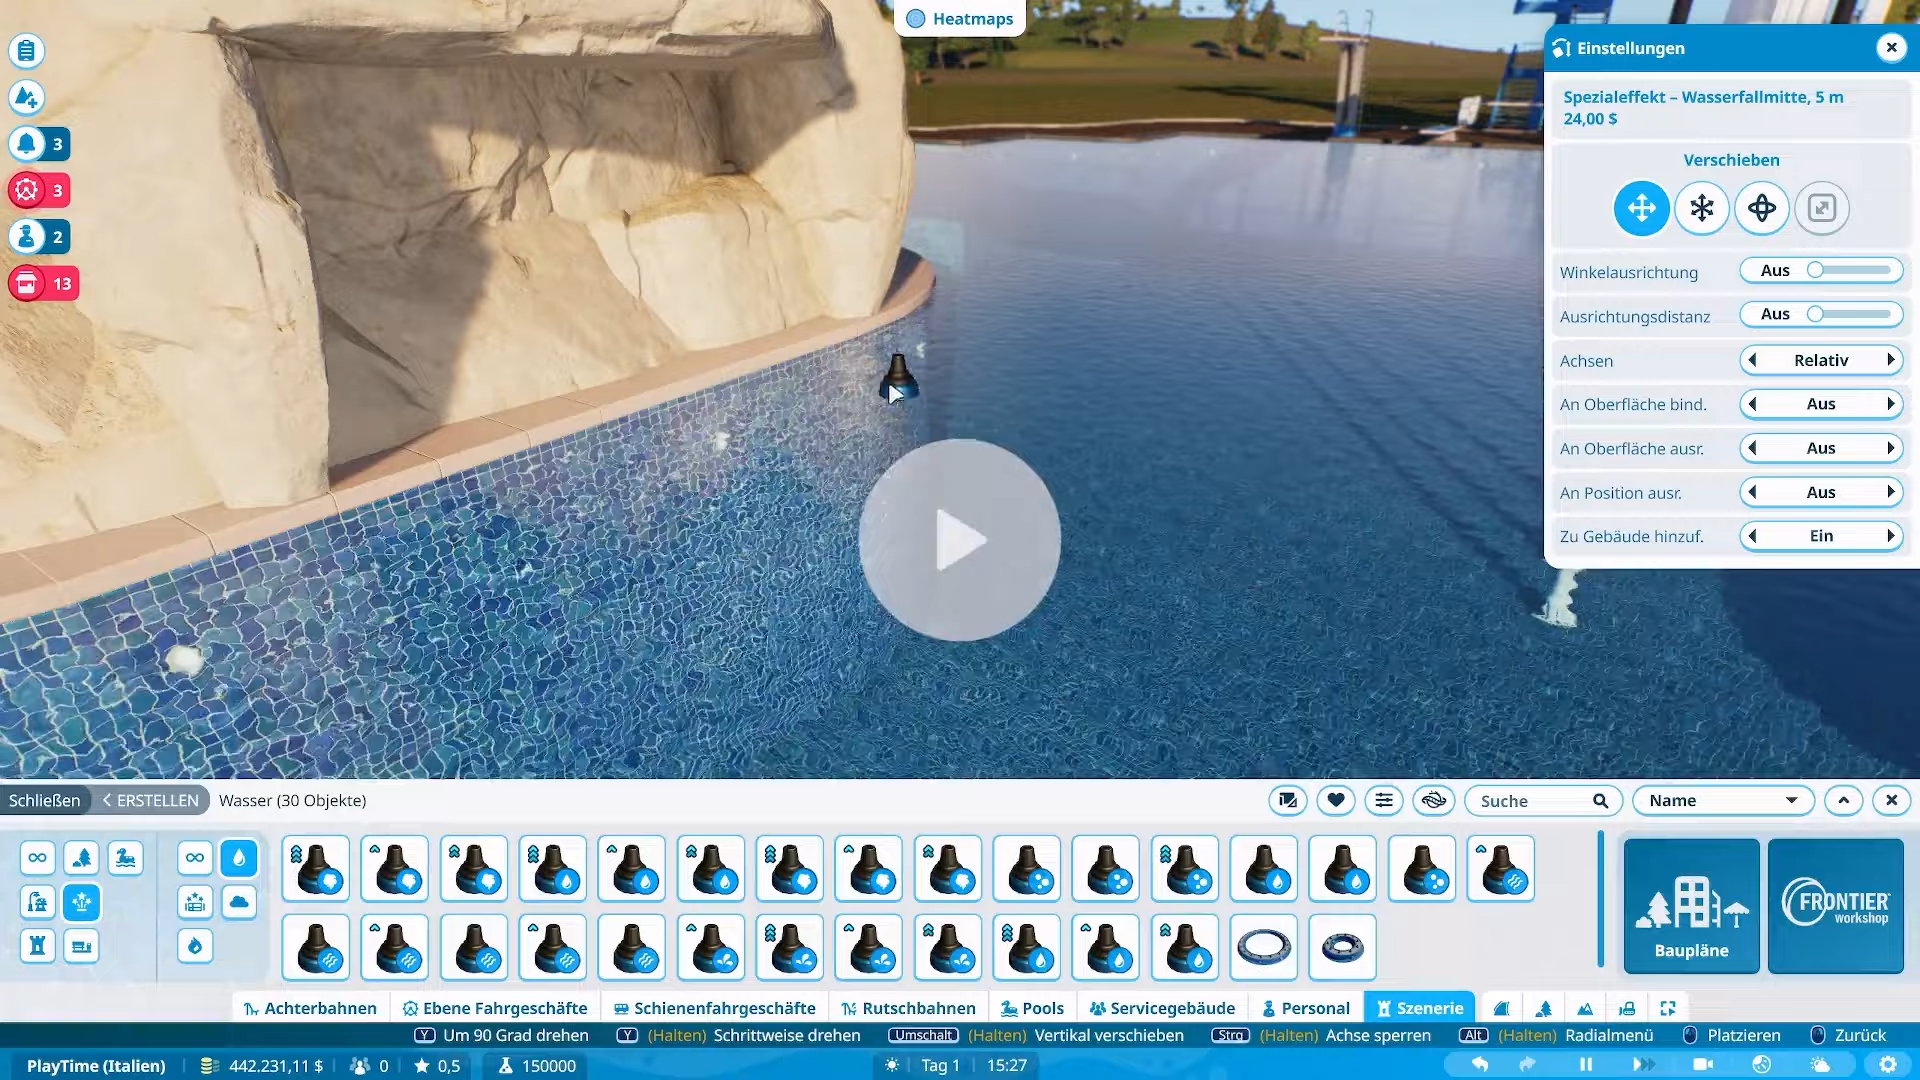 Heatmaps
3
3
2
13
Einstellungen
Spezialeffekt – Wasserfallmitte, 5 m
24,00 $
Verschieben
Winkelausrichtung Aus
Ausrichtungsdistanz Aus
Achsen Relativ
An Oberfläche bind. Aus
An Oberfläche ausr. Aus
An Position ausr. Aus
Zu Gebäude hinzuf. Ein
Schließen ERSTELLEN Wasser (30 Objekte) Suche Name
Baupläne
FRONTIER
workshop
Achterbahnen Ebene Fahrgeschäfte Schienenfahrgeschäfte Rutschbahnen Pools Servicegebäude Personal Szenerie
Y Um 90 Grad drehen Y (Halten) Schrittweise drehen Umschalt (Halten) Vertikal verschieben Strg (Halten) Achse sperren Alt (Halten) Radialmenü Platzieren Zurück
PlayTime (Italien) 442.231,11 $ 0 0,5 150000 Tag 1 15:27